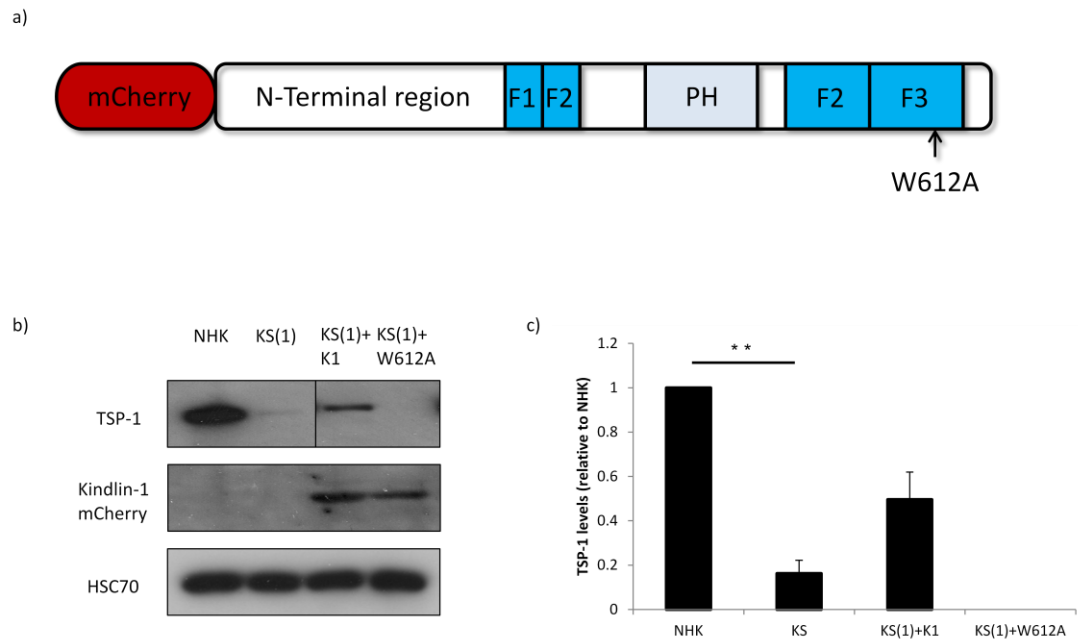 a)
mCherry N-Terminal region F1 F2 PH F2 F3
W612A
b)
NHK KS(1) KS(1)+ KS(1)+
K1 W612A
TSP-1
Kindlin-1
mCherry
HSC70
c)
TSP-1 levels (relative to NHK)
1.2
1
0.8
0.6
0.4
0.2
0
* *
NHK KS KS(1)+K1 KS(1)+W612A